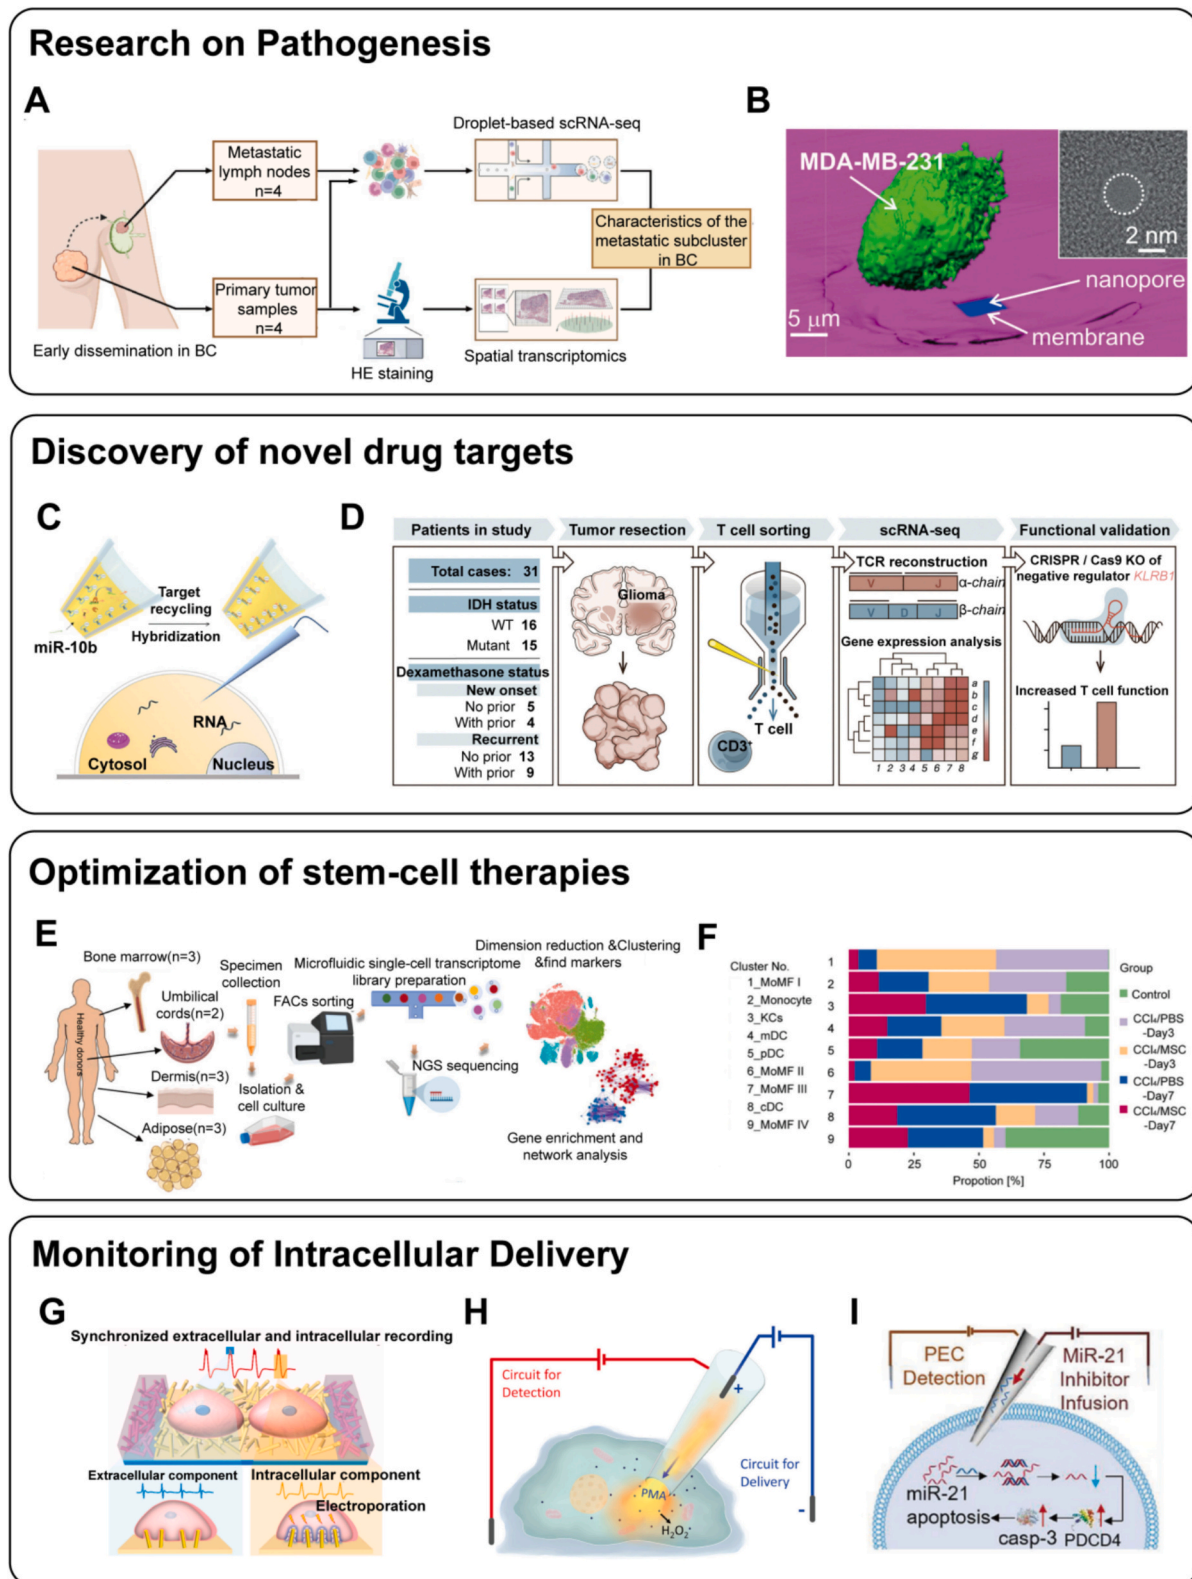 Research on Pathogenesis
A
Metastatic
lymph nodes
n=4
Primary tumor
samples
n=4
Early dissemination in BC
Droplet-based scRNA-seq
HE staining
Spatial transcriptomics
Characteristics of the
metastatic subcluster
in BC
B
MDA-MB-231
2 nm
nanopore
membrane
5 μm
Discovery of novel drug targets
C
Target
recycling
Hybridization
miR-10b
RNA
Cytosol
Nucleus
D
Patients in study
Tumor resection
T cell sorting
scRNA-seq
Functional validation
Total cases: 31
IDH status
WT 16
Mutant 15
Dexamethasone status
New onset
No prior 5
With prior 4
Recurrent
No prior 13
With prior 9
Glioma
T cell
CD3+
TCR reconstruction
V J α-chain
V D J β-chain
Gene expression analysis
a
b
c
d
e
f
g
1 2 3 4 5 6 7 8
CRISPR / Cas9 KO of
negative regulator KLRB1
Increased T cell function
Optimization of stem-cell therapies
E
Bone marrow(n=3)
Umbilical
cords(n=2)
Healthy donors
Dermis(n=3)
Adipose(n=3)
Specimen
collection
Isolation &
cell culture
FACs sorting
Microfluidic single-cell transcriptome
library preparation
NGS sequencing
Dimension reduction &Clustering
&find markers
Gene enrichment and
network analysis
F
Cluster No.
1_MoMF I
2_Monocyte
3_KCs
4_mDC
5_pDC
6_MoMF II
7_MoMF III
8_cDC
9_MoMF IV
1
2
3
4
5
6
7
8
9
0 25 50 75 100
Propotion [%]
Group
Control
CCl₄/PBS
-Day3
CCl₄/MSC
-Day3
CCl₄/PBS
-Day7
CCl₄/MSC
-Day7
Monitoring of Intracellular Delivery
G
Synchronized extracellular and intracellular recording
Extracellular component
Intracellular component
Electroporation
H
Circuit for
Detection
+
PMA
H₂O₂
Circuit for
Delivery
-
I
PEC
Detection
MiR-21
Inhibitor
Infusion
miR-21
apoptosis
casp-3
PDCD4